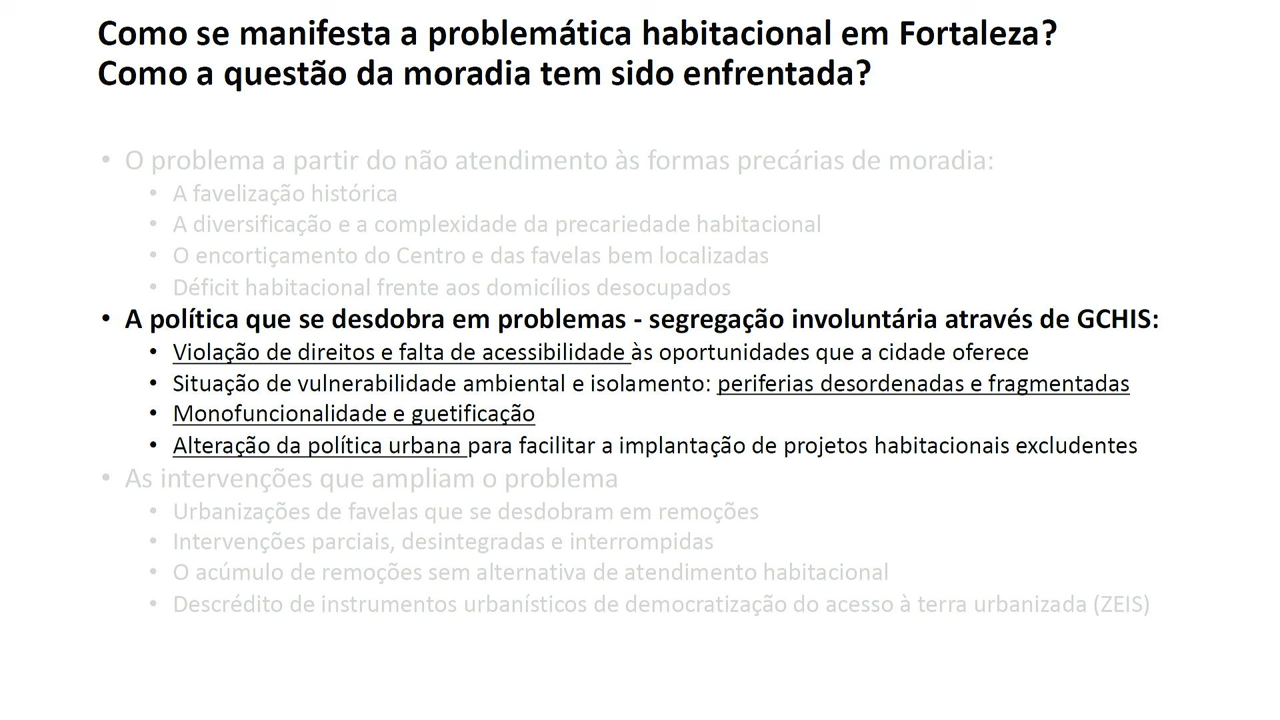 Como se manifesta a problemática habitacional em Fortaleza?
Como a questão da moradia tem sido enfrentada?
• O problema a partir do não atendimento às formas precárias de moradia:
• A favelização histórica
• A diversificação e a complexidade da precariedade habitacional
• O encortiçamento do Centro e das favelas bem localizadas
• Déficit habitacional frente aos domicílios desocupados
• A política que se desdobra em problemas - segregação involuntária através de GCHIS:
• Violação de direitos e falta de acessibilidade às oportunidades que a cidade oferece
• Situação de vulnerabilidade ambiental e isolamento: periferias desordenadas e fragmentadas
• Monofuncionalidade e guetificação
• Alteração da política urbana para facilitar a implantação de projetos habitacionais excludentes
• As intervenções que ampliam o problema
• Urbanizações de favelas que se desdobram em remoções
• Intervenções parciais, desintegradas e interrompidas
• O acúmulo de remoções sem alternativa de atendimento habitacional
• Descrédito de instrumentos urbanísticos de democratização do acesso à terra urbanizada (ZEIS)